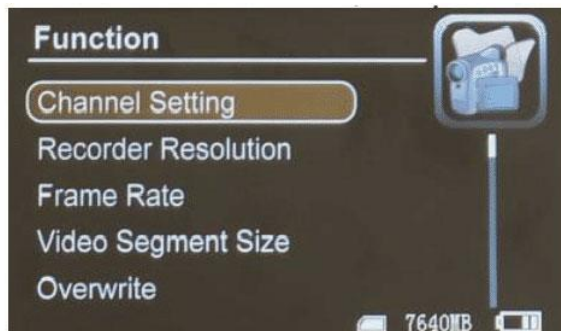 Function
Channel Setting
Recorder Resolution
Frame Rate
Video Segment Size
Overwrite
7640MB